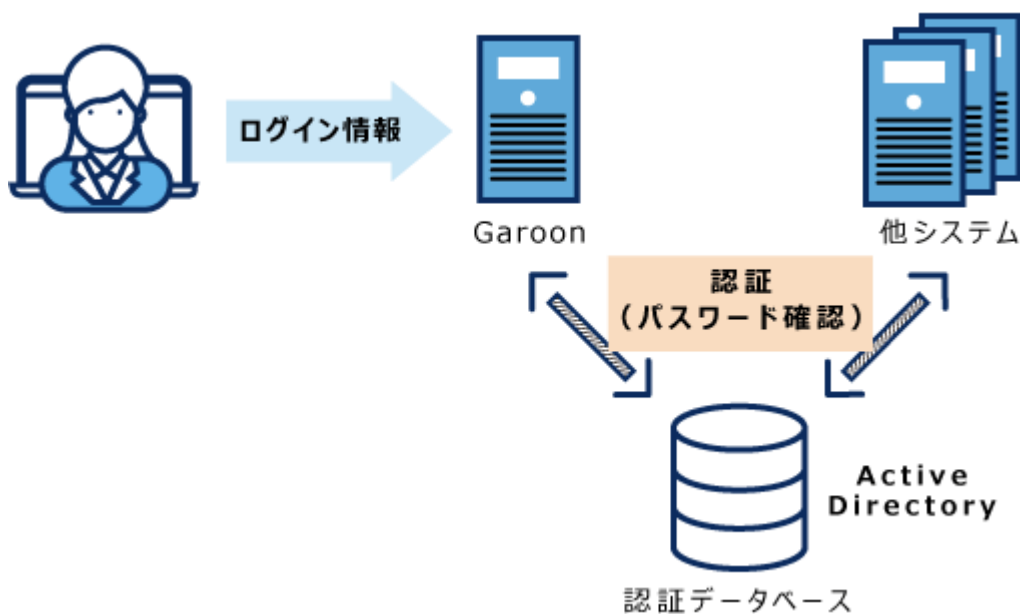 ログイン情報
Garoon
他システム
認証
（パスワード確認）
Active
Directory
認証データベース